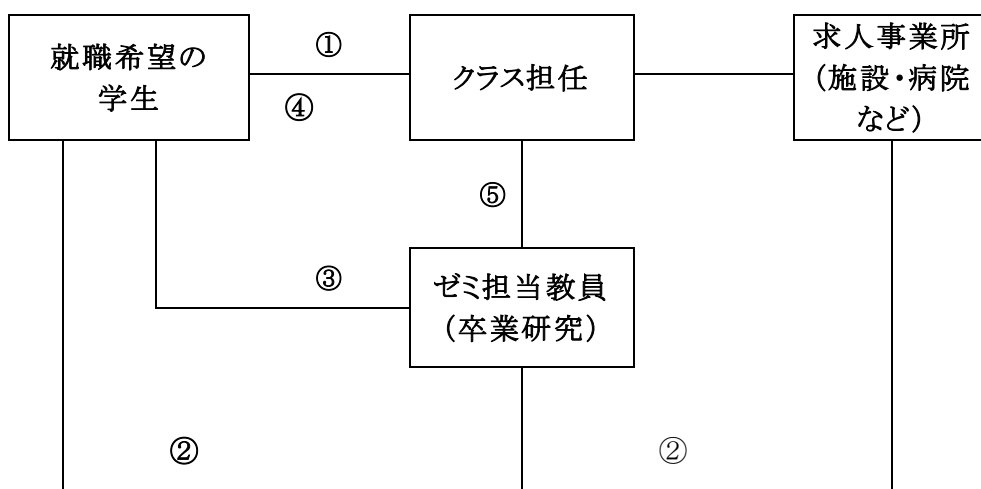 就職希望の
学生
①
④
クラス担任
求人事業所
(施設・病院
など)
⑤
③
ゼミ担当教員
(卒業研究)
②
②